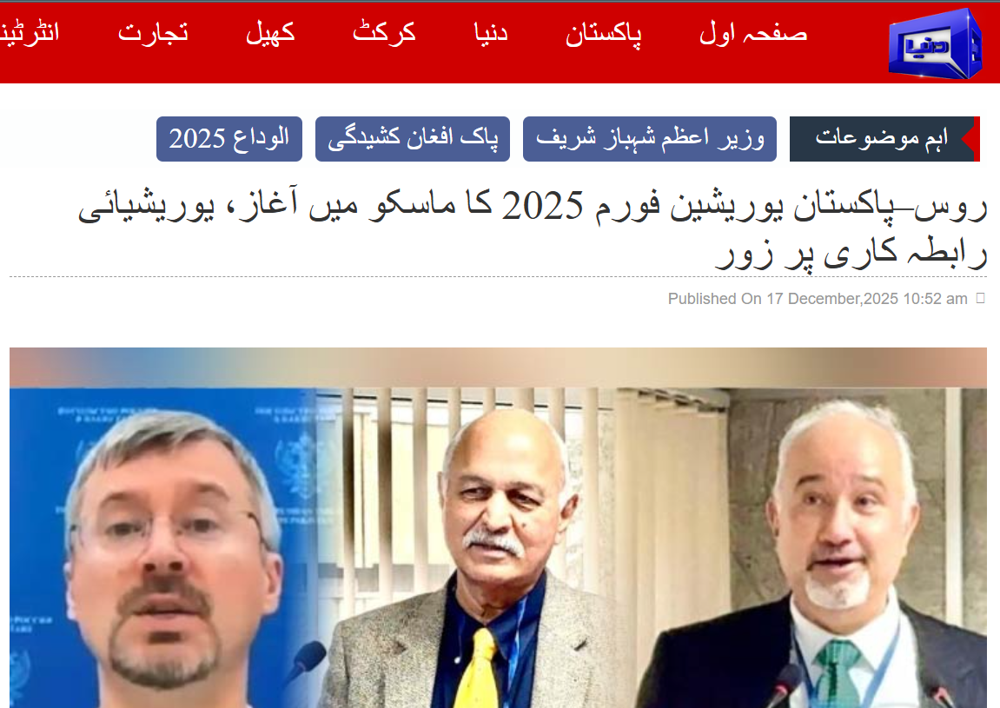 دنیا
صفحہ اول پاکستان دنیا کرکٹ کھیل تجارت
اہم موضوعات وزیر اعظم شہباز شریف پاک افغان کشیدگی الوداع 2025
روس–پاکستان یوریشین فورم 2025 کا ماسکو میں آغاز، یوریشیائی
رابطہ کاری پر زور
Published On 17 December,2025 10:52 am